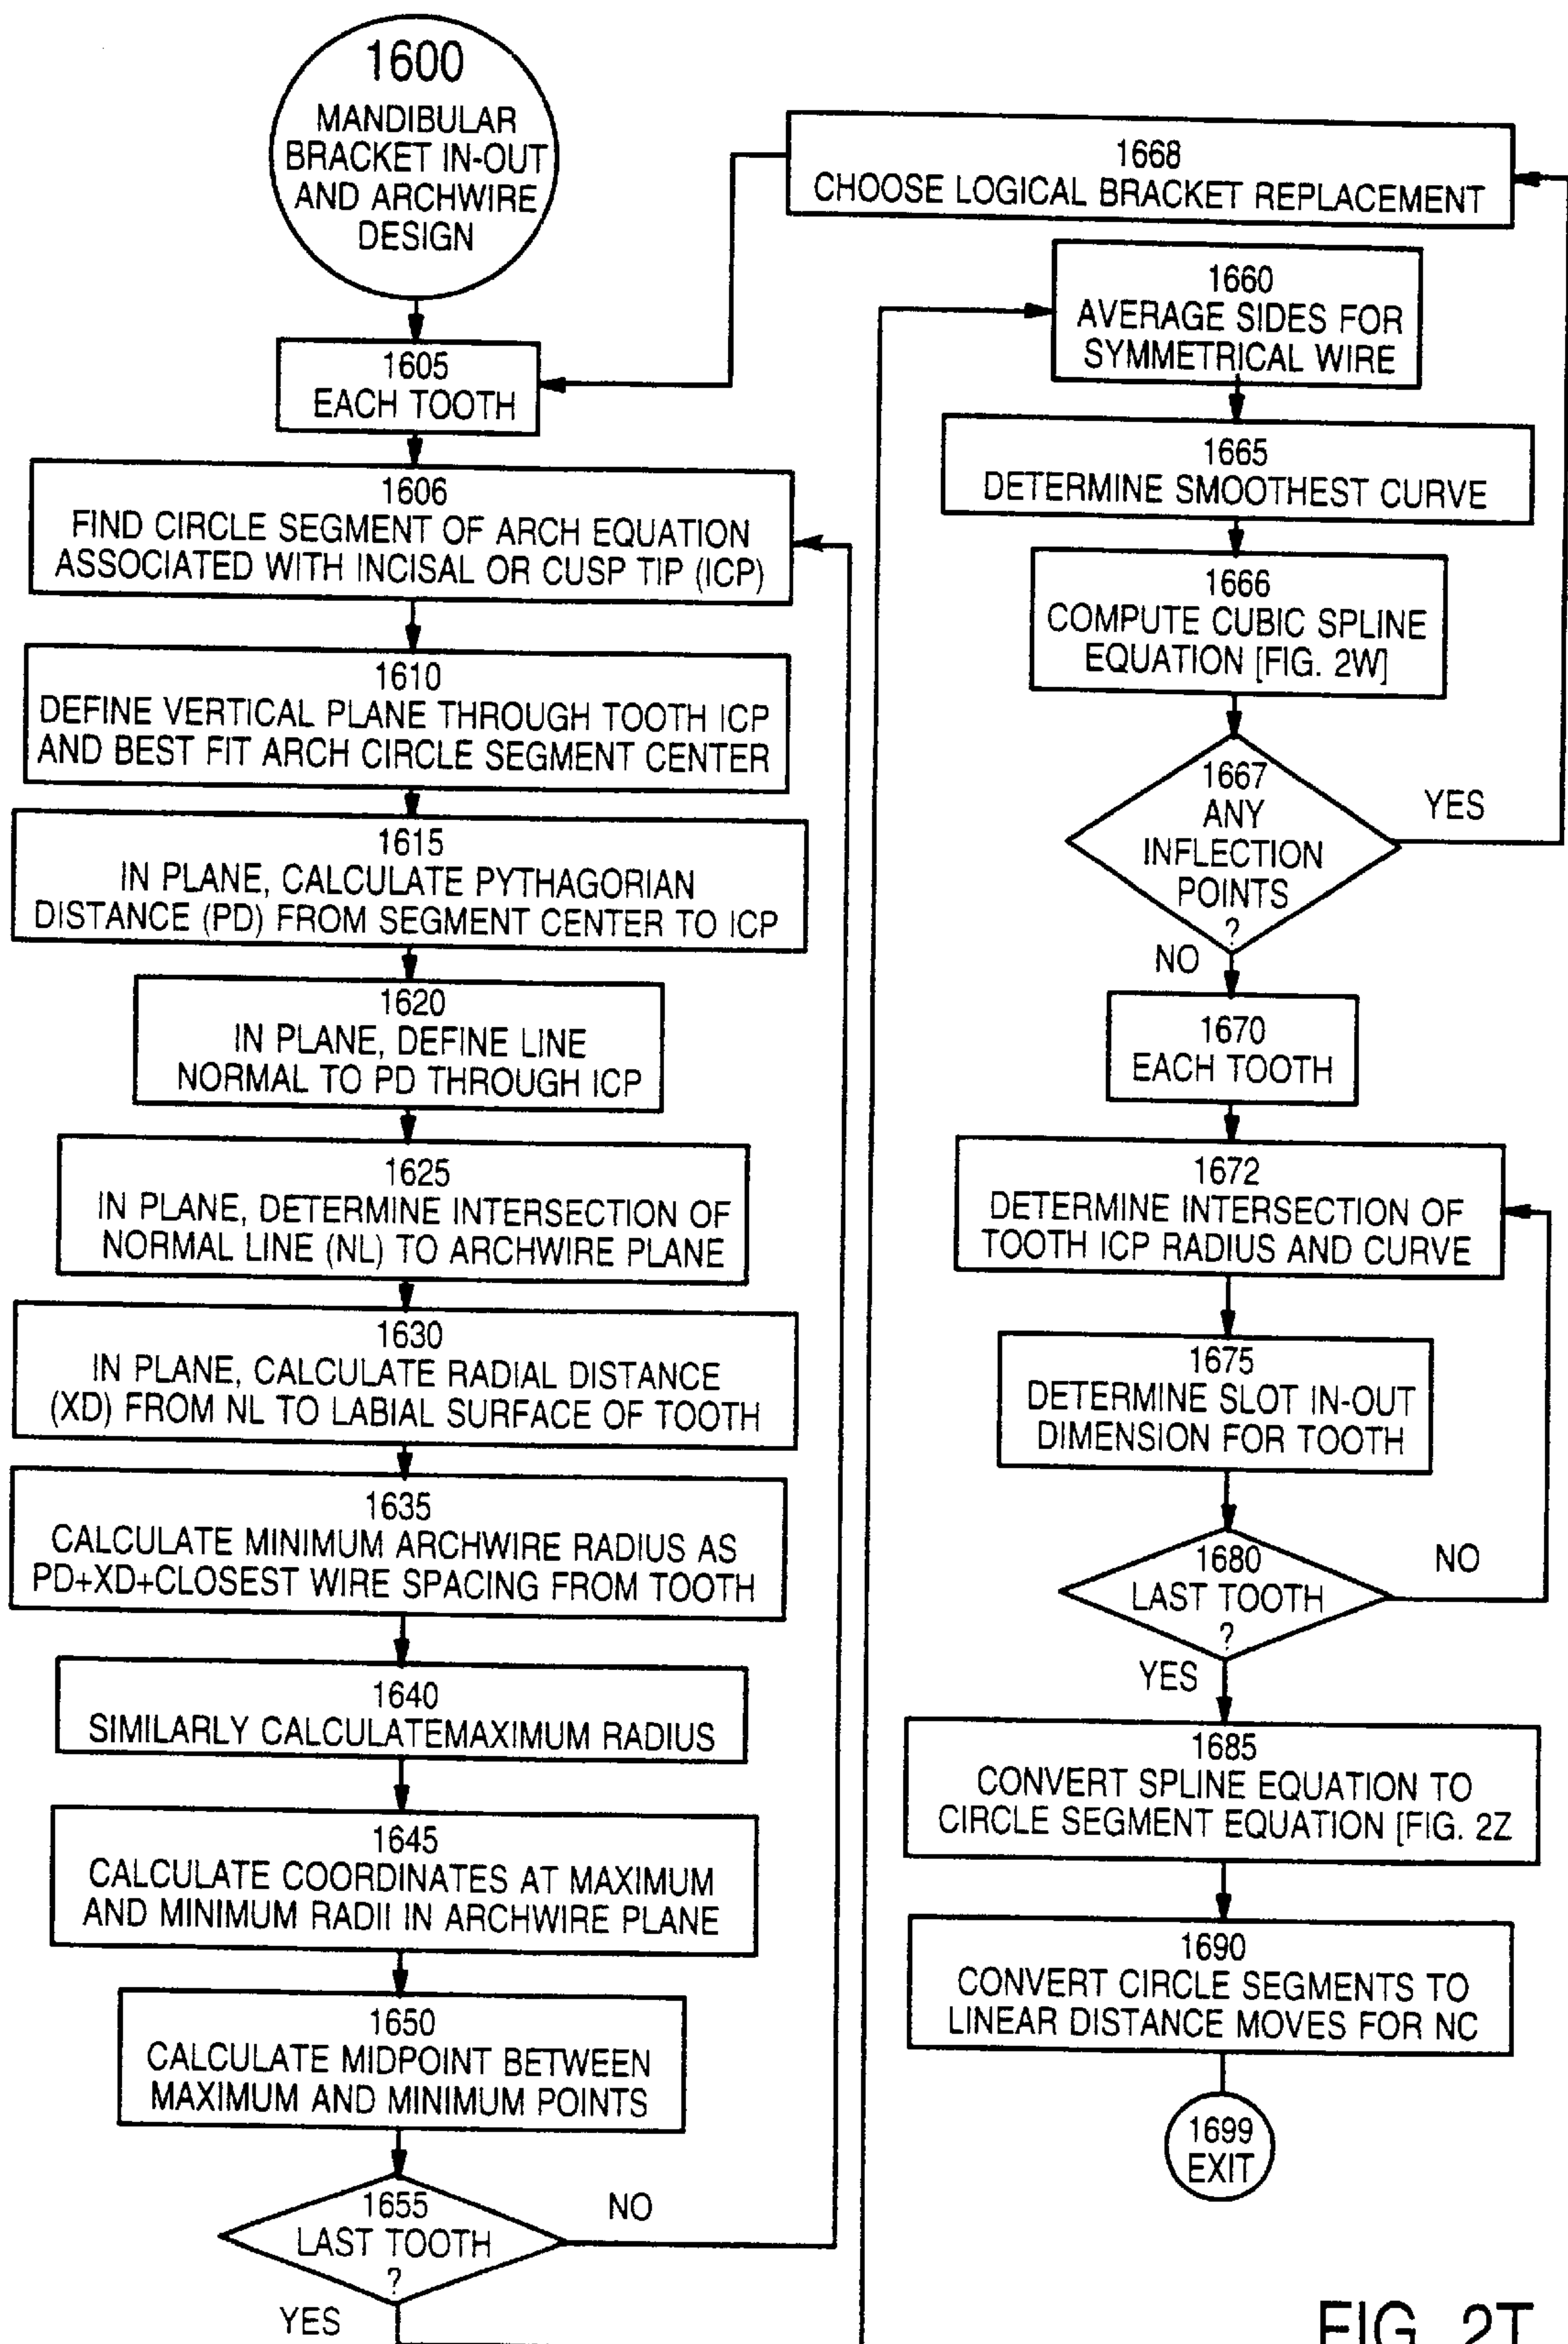 1600
MANDIBULAR
BRACKET IN-OUT
AND ARCHWIRE
DESIGN
1605
EACH TOOTH
1606
FIND CIRCLE SEGMENT OF ARCH EQUATION
ASSOCIATED WITH INCISAL OR CUSP TIP (ICP)
1610
DEFINE VERTICAL PLANE THROUGH TOOTH ICP
AND BEST FIT ARCH CIRCLE SEGMENT CENTER
1615
IN PLANE, CALCULATE PYTHAGORIAN
DISTANCE (PD) FROM SEGMENT CENTER TO ICP
1620
IN PLANE, DEFINE LINE
NORMAL TO PD THROUGH ICP
1625
IN PLANE, DETERMINE INTERSECTION OF
NORMAL LINE (NL) TO ARCHWIRE PLANE
1630
IN PLANE, CALCULATE RADIAL DISTANCE
(XD) FROM NL TO LABIAL SURFACE OF TOOTH
1635
CALCULATE MINIMUM ARCHWIRE RADIUS AS
PD+XD+CLOSEST WIRE SPACING FROM TOOTH
1640
SIMILARLY CALCULATEMAXIMUM RADIUS
1645
CALCULATE COORDINATES AT MAXIMUM
AND MINIMUM RADII IN ARCHWIRE PLANE
1650
CALCULATE MIDPOINT BETWEEN
MAXIMUM AND MINIMUM POINTS
1655
LAST TOOTH
?
NO
YES
1668
CHOOSE LOGICAL BRACKET REPLACEMENT
1660
AVERAGE SIDES FOR
SYMMETRICAL WIRE
1665
DETERMINE SMOOTHEST CURVE
1666
COMPUTE CUBIC SPLINE
EQUATION [FIG. 2W]
1667
ANY
INFLECTION
POINTS
?
YES
NO
1670
EACH TOOTH
1672
DETERMINE INTERSECTION OF
TOOTH ICP RADIUS AND CURVE
1675
DETERMINE SLOT IN-OUT
DIMENSION FOR TOOTH
1680
LAST TOOTH
?
NO
YES
1685
CONVERT SPLINE EQUATION TO
CIRCLE SEGMENT EQUATION [FIG. 2Z
1690
CONVERT CIRCLE SEGMENTS TO
LINEAR DISTANCE MOVES FOR NC
1699
EXIT
FIG. 2T